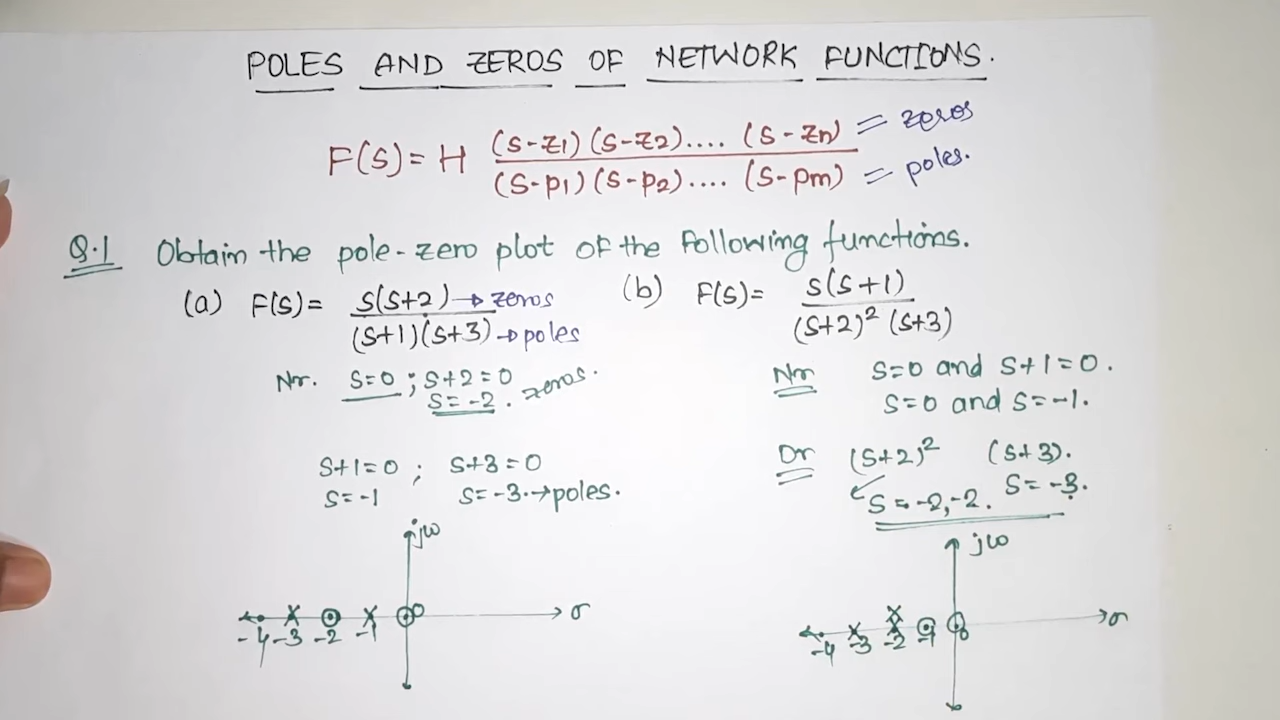 POLES AND ZEROS OF NETWORK FUNCTIONS.
F(S) = H (S-Z1) (S-Z2).... (S-Zn) = zeros
(S-P1) (S-P2).... (S-Pm) = poles.
Q.1 Obtain the pole-zero plot of the following functions.
(a) F(S) = S(S+2) → zeros
(S+1)(S+3) → poles
Nr. S=0 ; S+2=0
S=-2. zeros.
S+1=0 ; S+3=0
S=-1 S=-3.→poles.
jω
σ
-4 -3 -2 -1 0
(b) F(S) = S(S+1)
(S+2)² (S+3)
Nr S=0 and S+1=0.
S=0 and S=-1.
Dr (S+2)² (S+3).
S=-2,-2. S=-3.
jω
σ
-4 -3 -2 -1 0